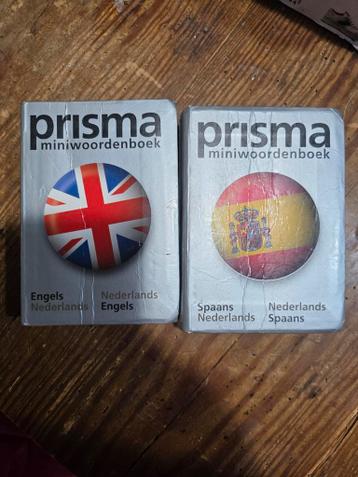 prisma
miniwoordenboek
Engels Nederlands
Nederlands Engels
prisma
miniwoordenboek
Spaans Nederlands
Nederlands Spaans